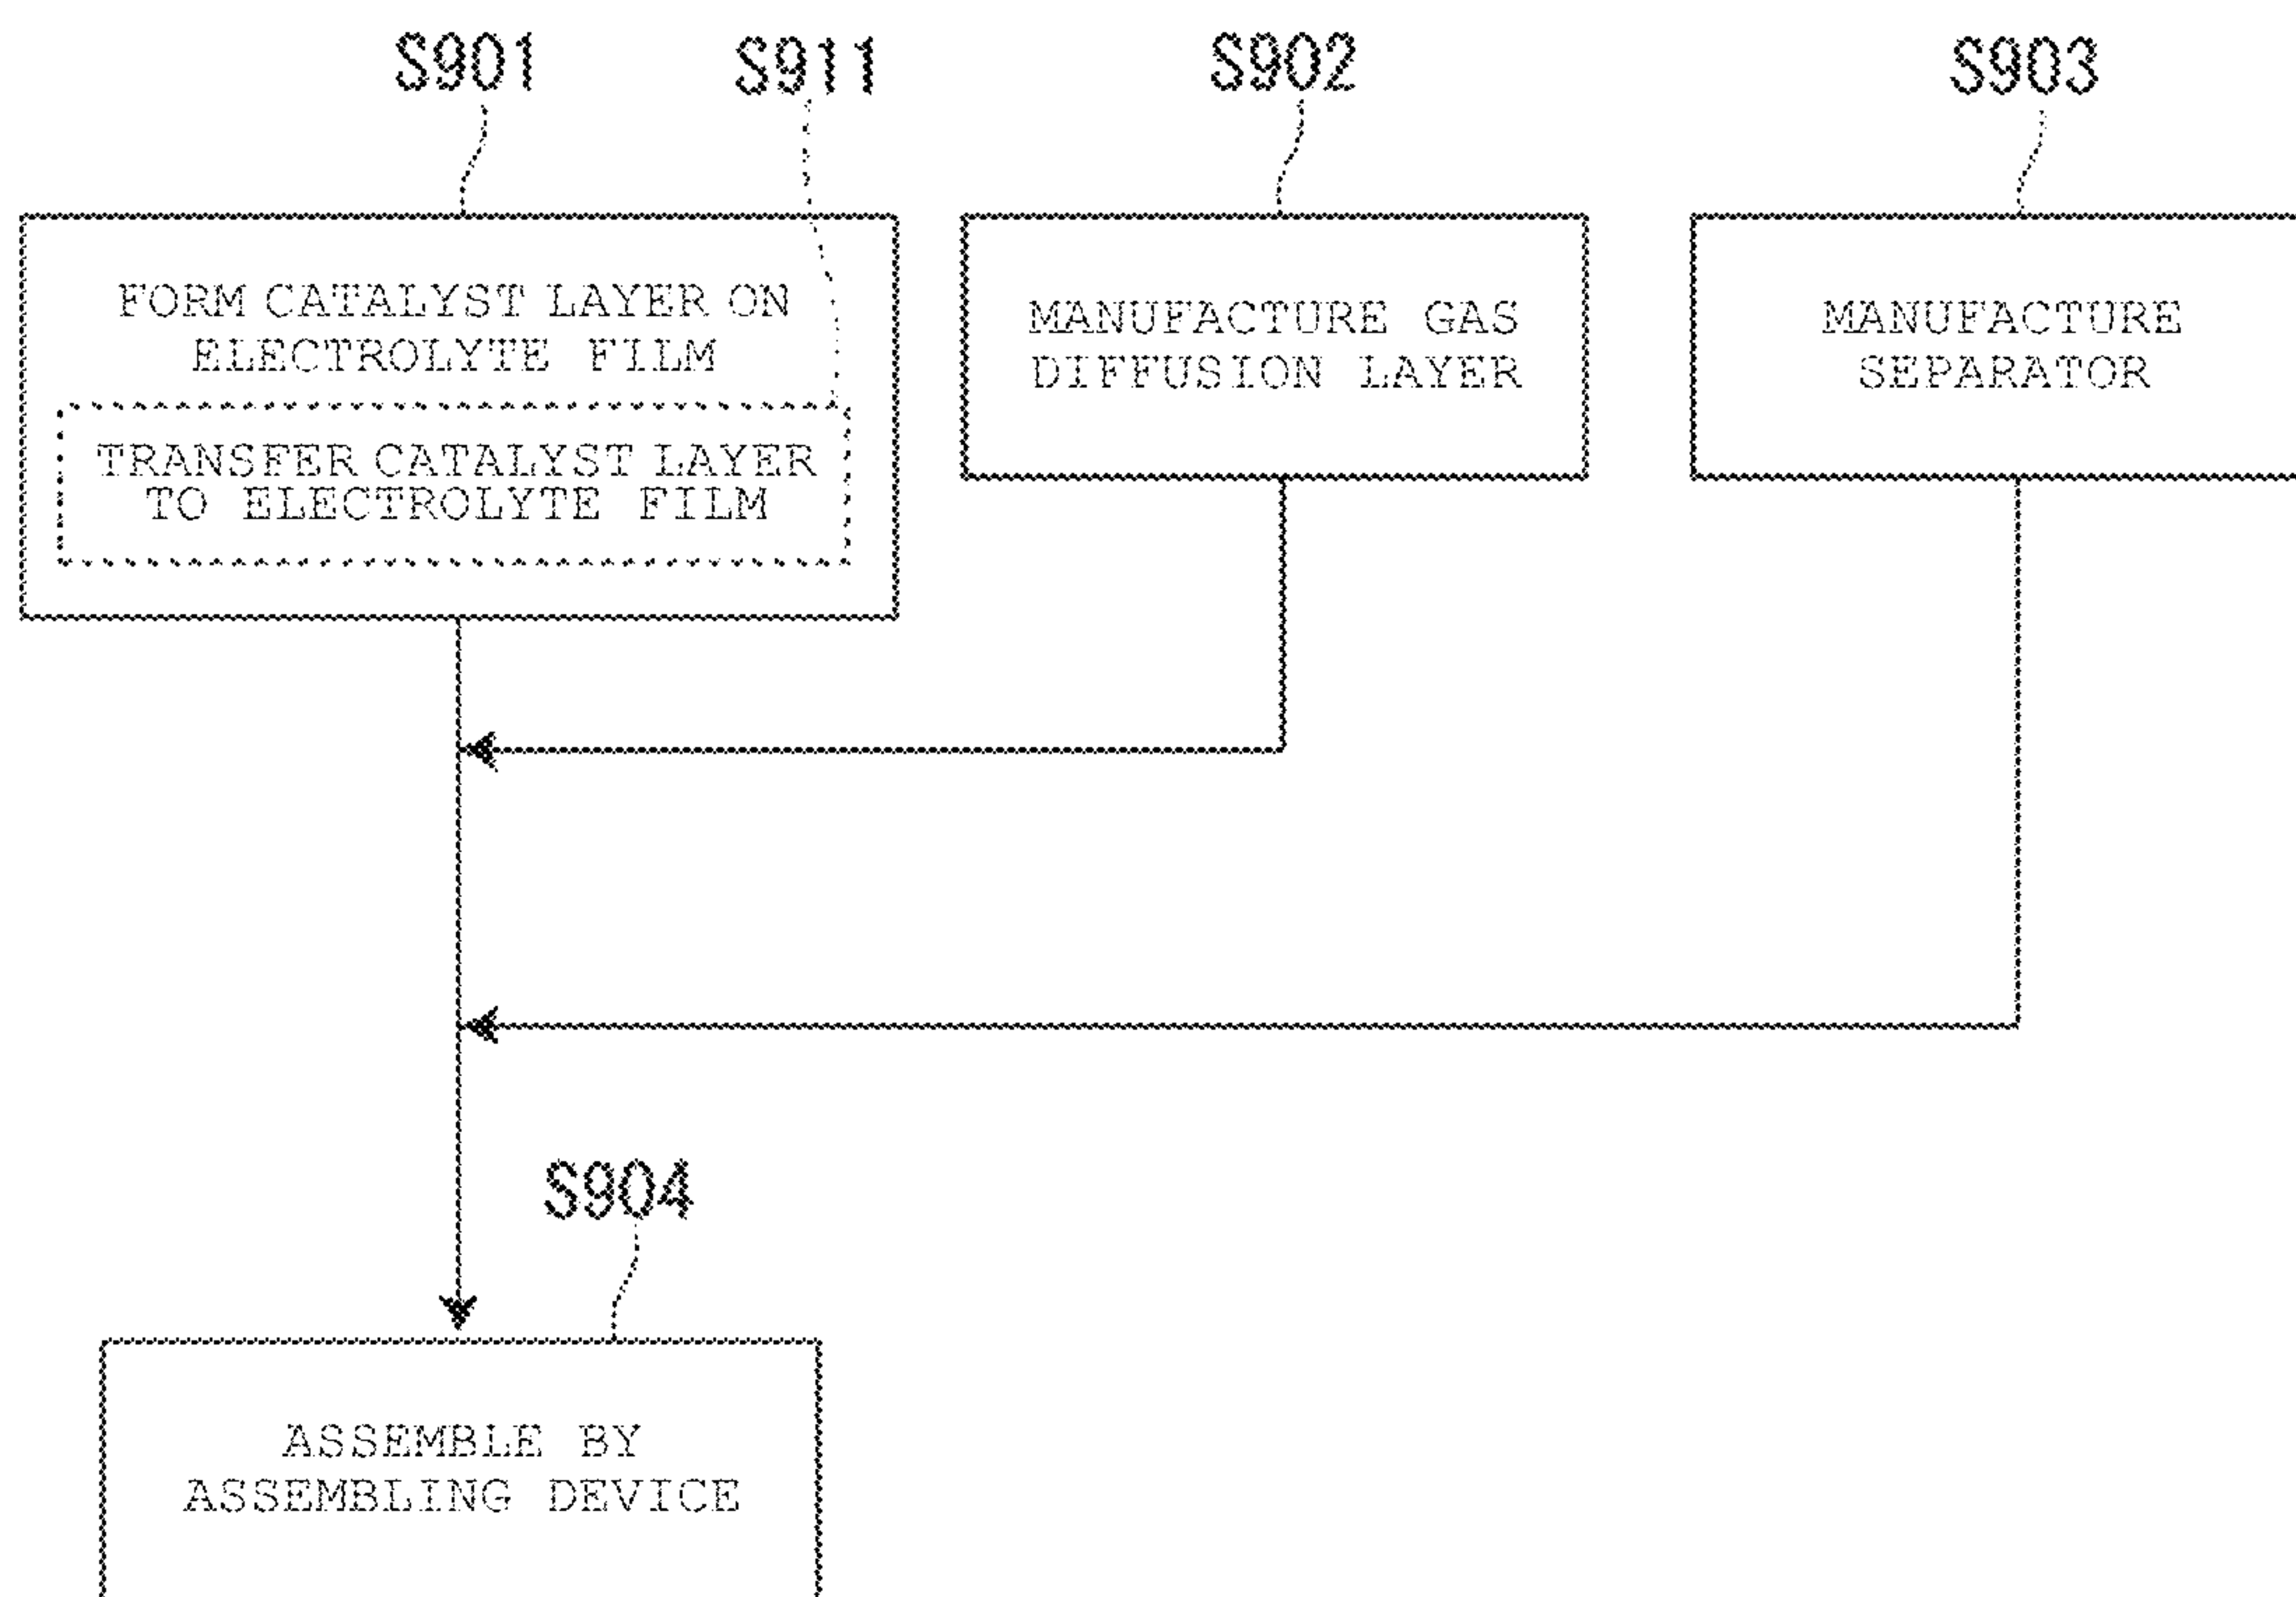 S901
S911
S902
S903
FORM CATALYST LAYER ON
ELECTROLYTE FILM
TRANSFER CATALYST LAYER
TO ELECTROLYTE FILM
MANUFACTURE GAS
DIFFUSION LAYER
MANUFACTURE
SEPARATOR
S904
ASSEMBLE BY
ASSEMBLING DEVICE